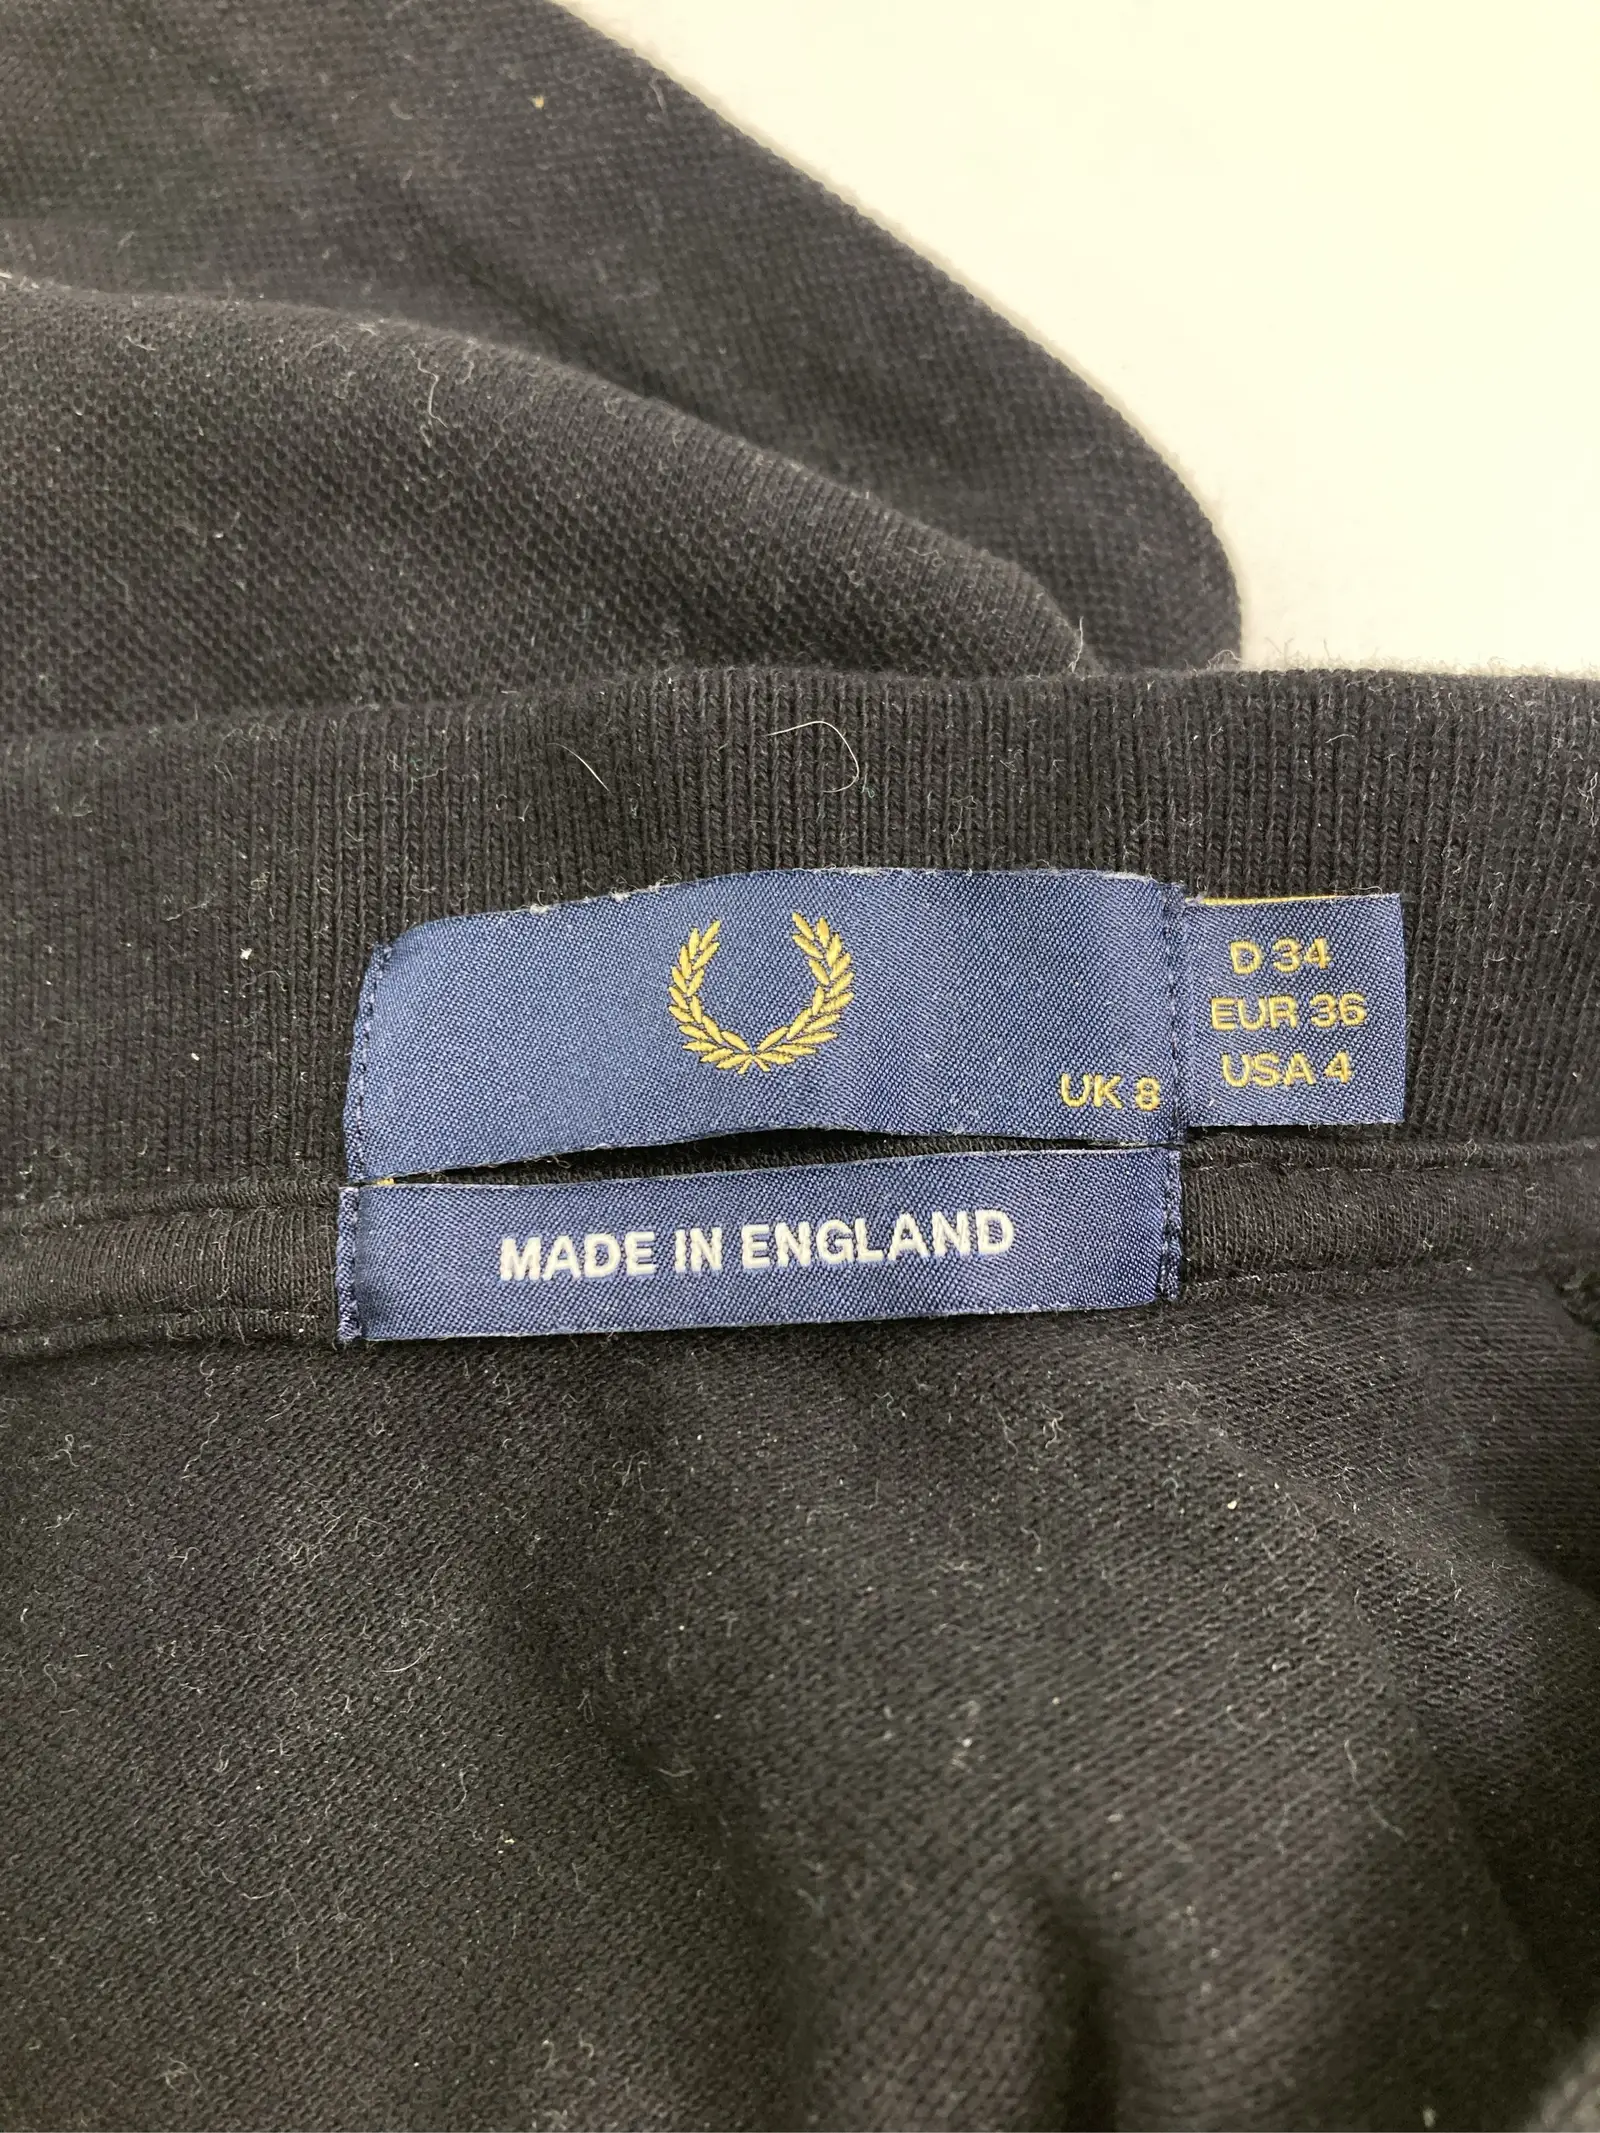 UK 8
D 34
EUR 36
USA 4
MADE IN ENGLAND